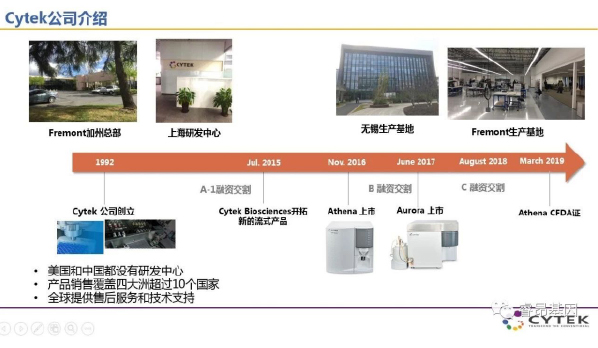 Cytek公司介绍
CYTEK
Fremont加州总部
上海研发中心
无锡生产基地
Fremont生产基地
1992
Jul. 2015
Nov. 2016
June 2017
August 2018
March 2019
A-1融资交割
B 融资交割
C 融资交割
Cytek 公司创立
Cytek Biosciences开拓
新的流式产品
Athena 上市
Aurora 上市
Athena CFDA证
• 美国和中国都设有研发中心
• 产品销售覆盖四大洲超过10个国家
• 全球提供售后服务和技术支持
睿昂基因
CYTEK